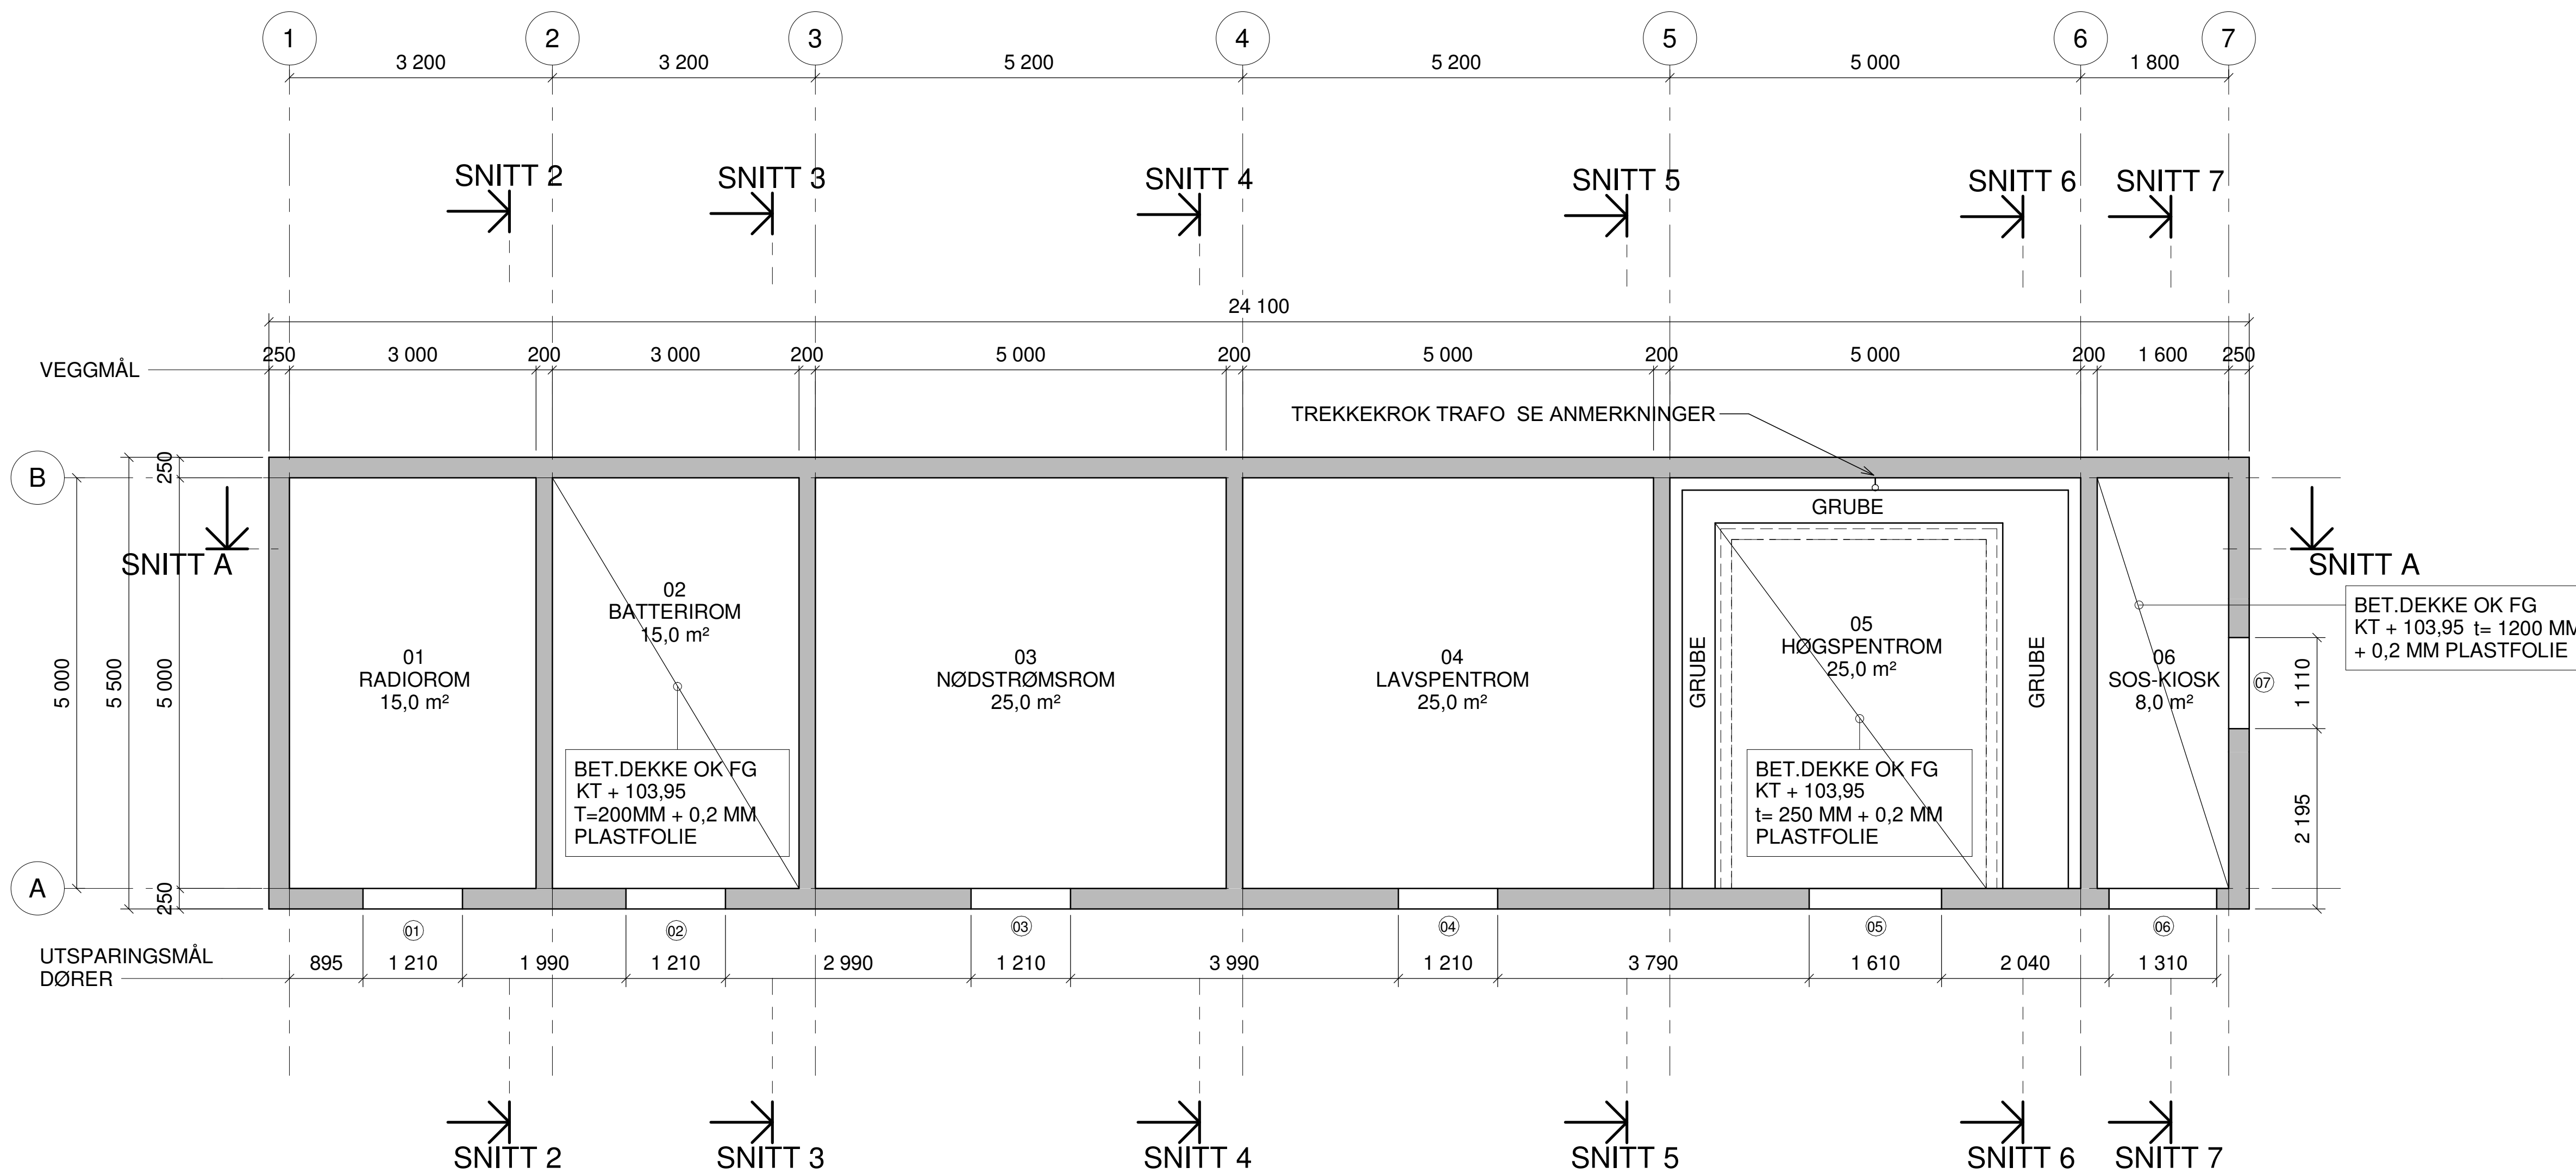 1 2 3 4 5 6 7
3 200 3 200 5 200 5 200 5 000 1 800
SNITT 2 SNITT 3 SNITT 4 SNITT 5 SNITT 6 SNITT 7
24 100
VEGGMÅL
250 3 000 200 3 000 200 5 000 200 5 000 200 5 000 200 1 600 250
TREKKEKROK TRAFO SE ANMERKNINGER
B
A
5 000
5 500
250
5 000
250
SNITT A
SNITT A
01
RADIOROM
15,0 m²
02
BATTERIROM
15,0 m²
BET.DEKKE OK FG
KT + 103,95
T=200MM + 0,2 MM
PLASTFOLIE
03
NØDSTRØMSROM
25,0 m²
04
LAVSPENTROM
25,0 m²
GRUBE
GRUBE
GRUBE
05
HØGSPENTROM
25,0 m²
BET.DEKKE OK FG
KT + 103,95
t= 250 MM + 0,2 MM
PLASTFOLIE
06
SOS-KIOSK
8,0 m²
BET.DEKKE OK FG
KT + 103,95 t= 1200 MM
+ 0,2 MM PLASTFOLIE
07
1 110
2 195
01 02 03 04 05 06
UTSPARINGSMÅL
DØRER
895 1 210 1 990 1 210 2 990 1 210 3 990 1 210 3 790 1 610 2 040 1 310
SNITT 2 SNITT 3 SNITT 4 SNITT 5 SNITT 6 SNITT 7